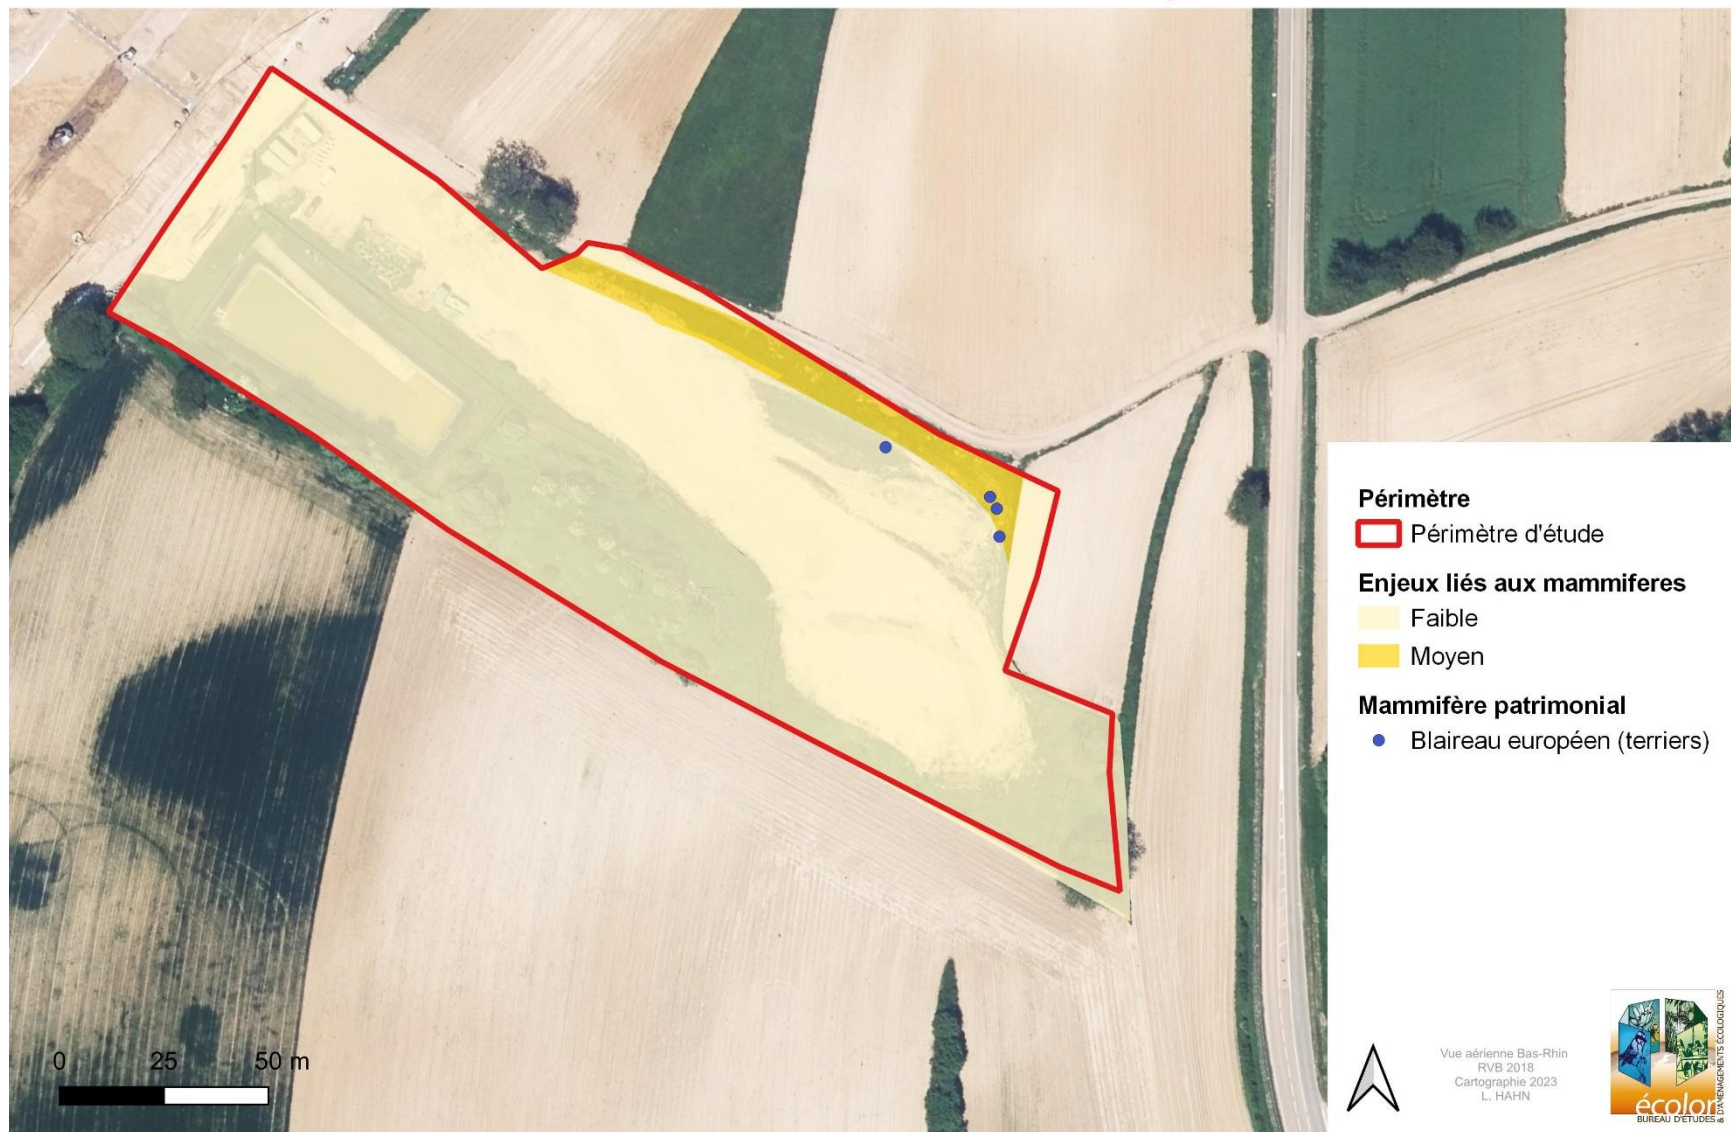 Périmètre
Périmètre d'étude
Enjeux liés aux mammiferes
Faible
Moyen
Mammifère patrimonial
Blaireau européen (terriers)
0 25 50 m
Vue aérienne Bas-Rhin
RVB 2018
Cartographie 2023
L. HAHN
écolor
BUREAU D'ÉTUDES
& D'AMÉNAGEMENTS ÉCOLOGIQUES